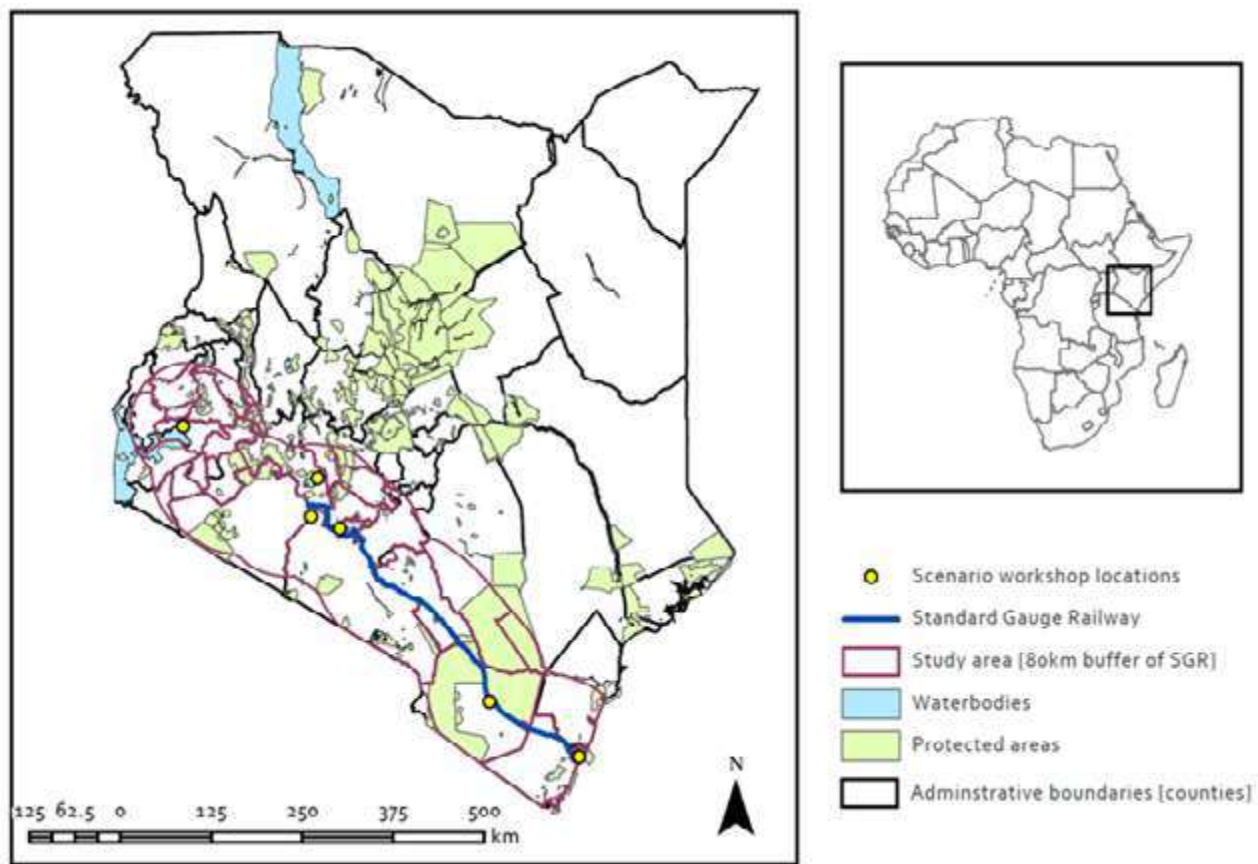 N
125 62.5 0 125 250 375 500
km
Scenario workshop locations
Standard Gauge Railway
Study area [80km buffer of SGR]
Waterbodies
Protected areas
Adminstrative boundaries [counties]